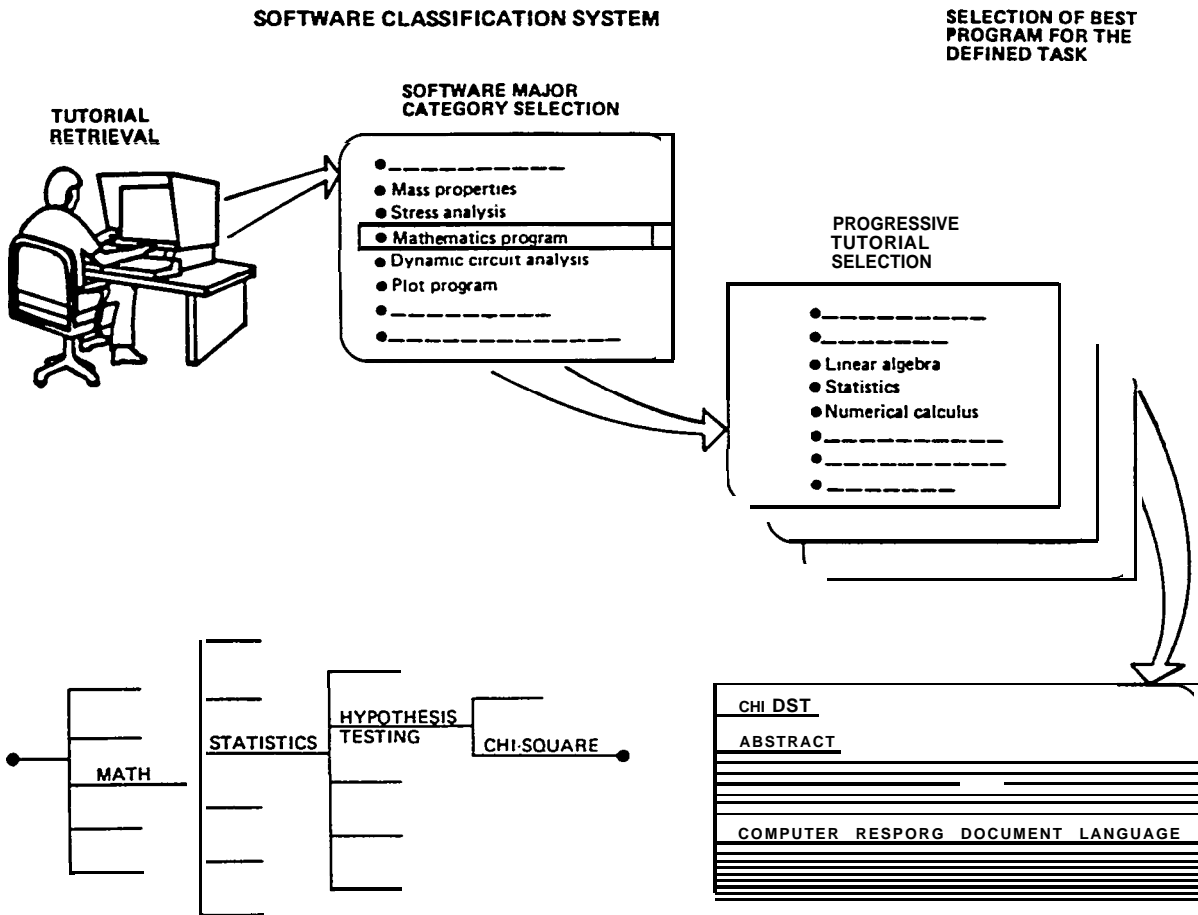 SOFTWARE CLASSIFICATION SYSTEM
SELECTION OF BEST
PROGRAM FOR THE
DEFINED TASK
SOFTWARE MAJOR
CATEGORY SELECTION
TUTORIAL
RETRIEVAL
Mass properties
Stress analysis
Mathematics program
Dynamic circuit analysis
Plot program
PROGRESSIVE
TUTORIAL
SELECTION
Linear algebra
Statistics
Numerical calculus
MATH
STATISTICS
HYPOTHESIS
TESTING
CHI-SQUARE
CHI DST
ABSTRACT
COMPUTER RESPORG DOCUMENT LANGUAGE